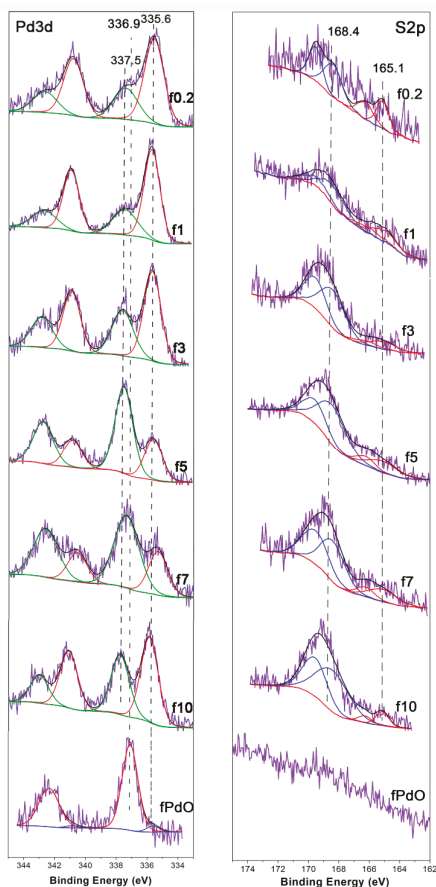 Pd3d
336.9
335.6
337.5
f0.2
f1
f3
f5
f7
f10
fPdO
344 342 340 338 336 334
Binding Energy (eV)
S2p
168.4
165.1
f0.2
f1
f3
f5
f7
f10
fPdO
174 172 170 168 166 164 162
Binding Energy (eV)